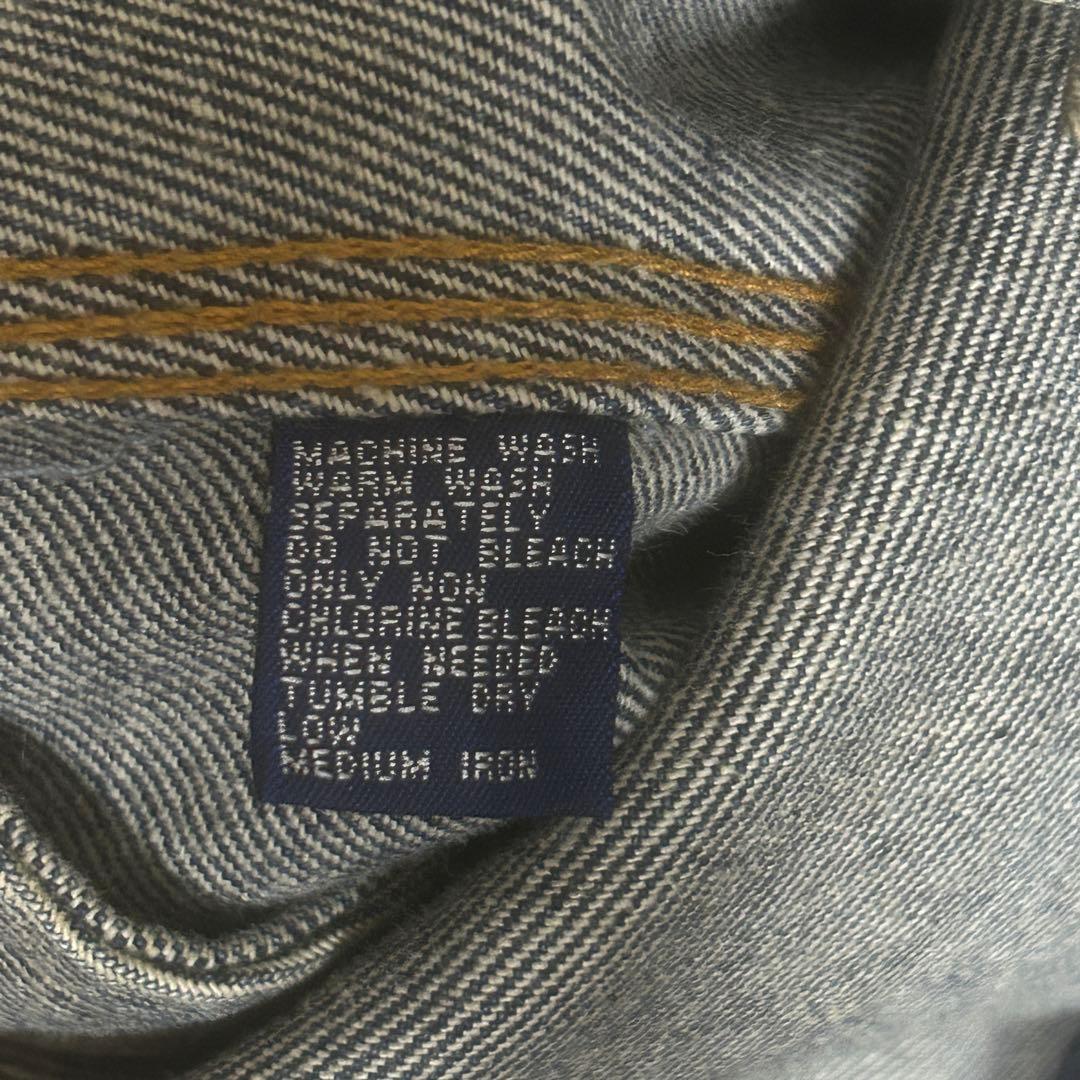 MACHINE WASH
WARM WASH
SEPARATELY
DO NOT BLEACH
ONLY NON
CHLORINE BLEACH
WHEN NEEDED
TUMBLE DRY
LOW
MEDIUM IRON